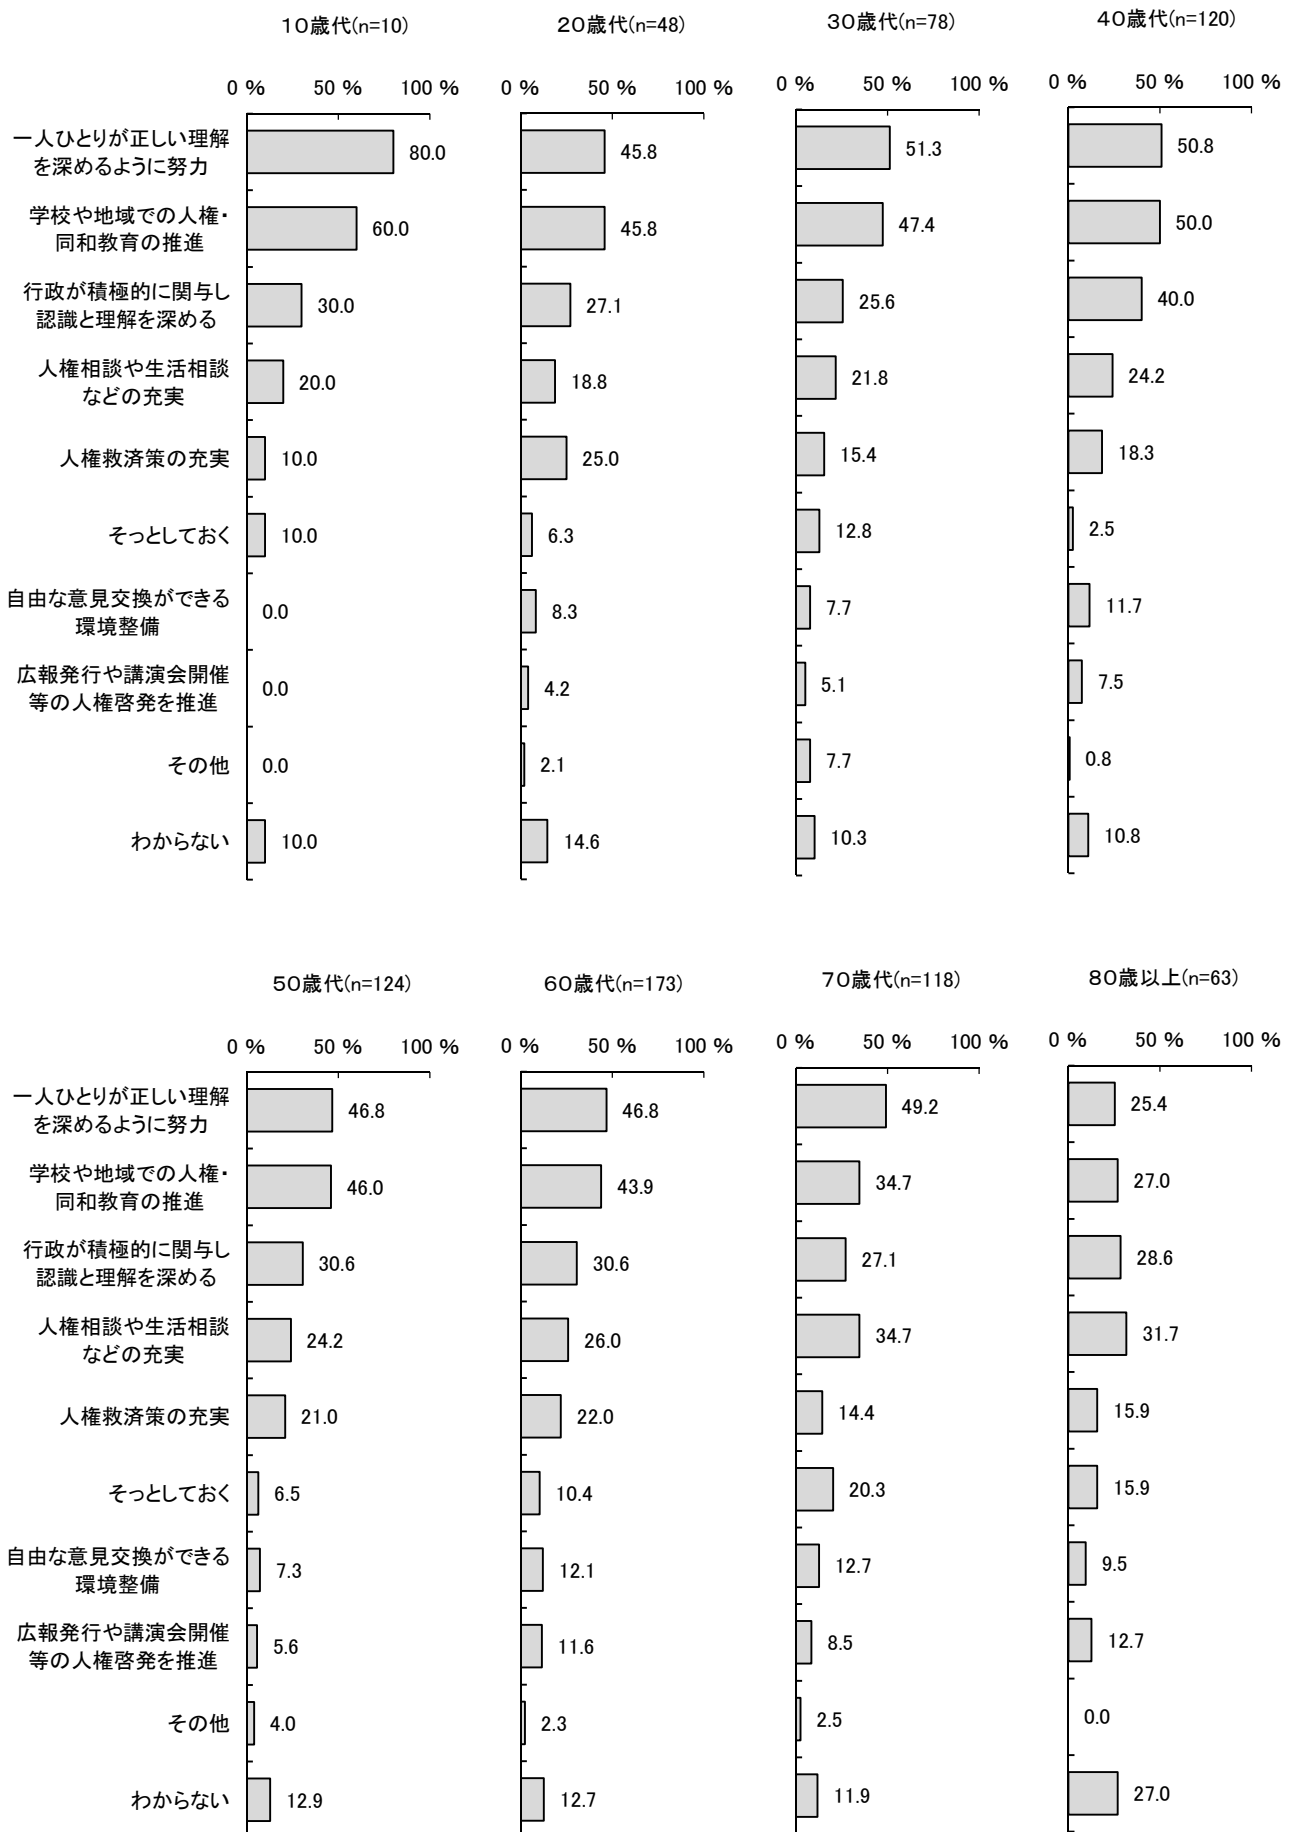 １０歳代(n=10)
２０歳代(n=48)
３０歳代(n=78)
４０歳代(n=120)
0 % 50 % 100 %
0 % 50 % 100 %
0 % 50 % 100 %
0 % 50 % 100 %
一人ひとりが正しい理解
を深めるように努力
80.0 45.8 51.3 50.8
学校や地域での人権・
同和教育の推進
60.0 45.8 47.4 50.0
行政が積極的に関与し
認識と理解を深める
30.0 27.1 25.6 40.0
人権相談や生活相談
などの充実
20.0 18.8 21.8 24.2
人権救済策の充実 10.0 25.0 15.4 18.3
そっとしておく 10.0 6.3 12.8 2.5
自由な意見交換ができる
環境整備
0.0 8.3 7.7 11.7
広報発行や講演会開催
等の人権啓発を推進
0.0 4.2 5.1 7.5
その他 0.0 2.1 7.7 0.8
わからない 10.0 14.6 10.3 10.8
５０歳代(n=124)
６０歳代(n=173)
７０歳代(n=118)
８０歳以上(n=63)
0 % 50 % 100 %
0 % 50 % 100 %
0 % 50 % 100 %
0 % 50 % 100 %
一人ひとりが正しい理解
を深めるように努力
46.8 46.8 49.2 25.4
学校や地域での人権・
同和教育の推進
46.0 43.9 34.7 27.0
行政が積極的に関与し
認識と理解を深める
30.6 30.6 27.1 28.6
人権相談や生活相談
などの充実
24.2 26.0 34.7 31.7
人権救済策の充実 21.0 22.0 14.4 15.9
そっとしておく 6.5 10.4 20.3 15.9
自由な意見交換ができる
環境整備
7.3 12.1 12.7 9.5
広報発行や講演会開催
等の人権啓発を推進
5.6 11.6 8.5 12.7
その他 4.0 2.3 2.5 0.0
わからない 12.9 12.7 11.9 27.0